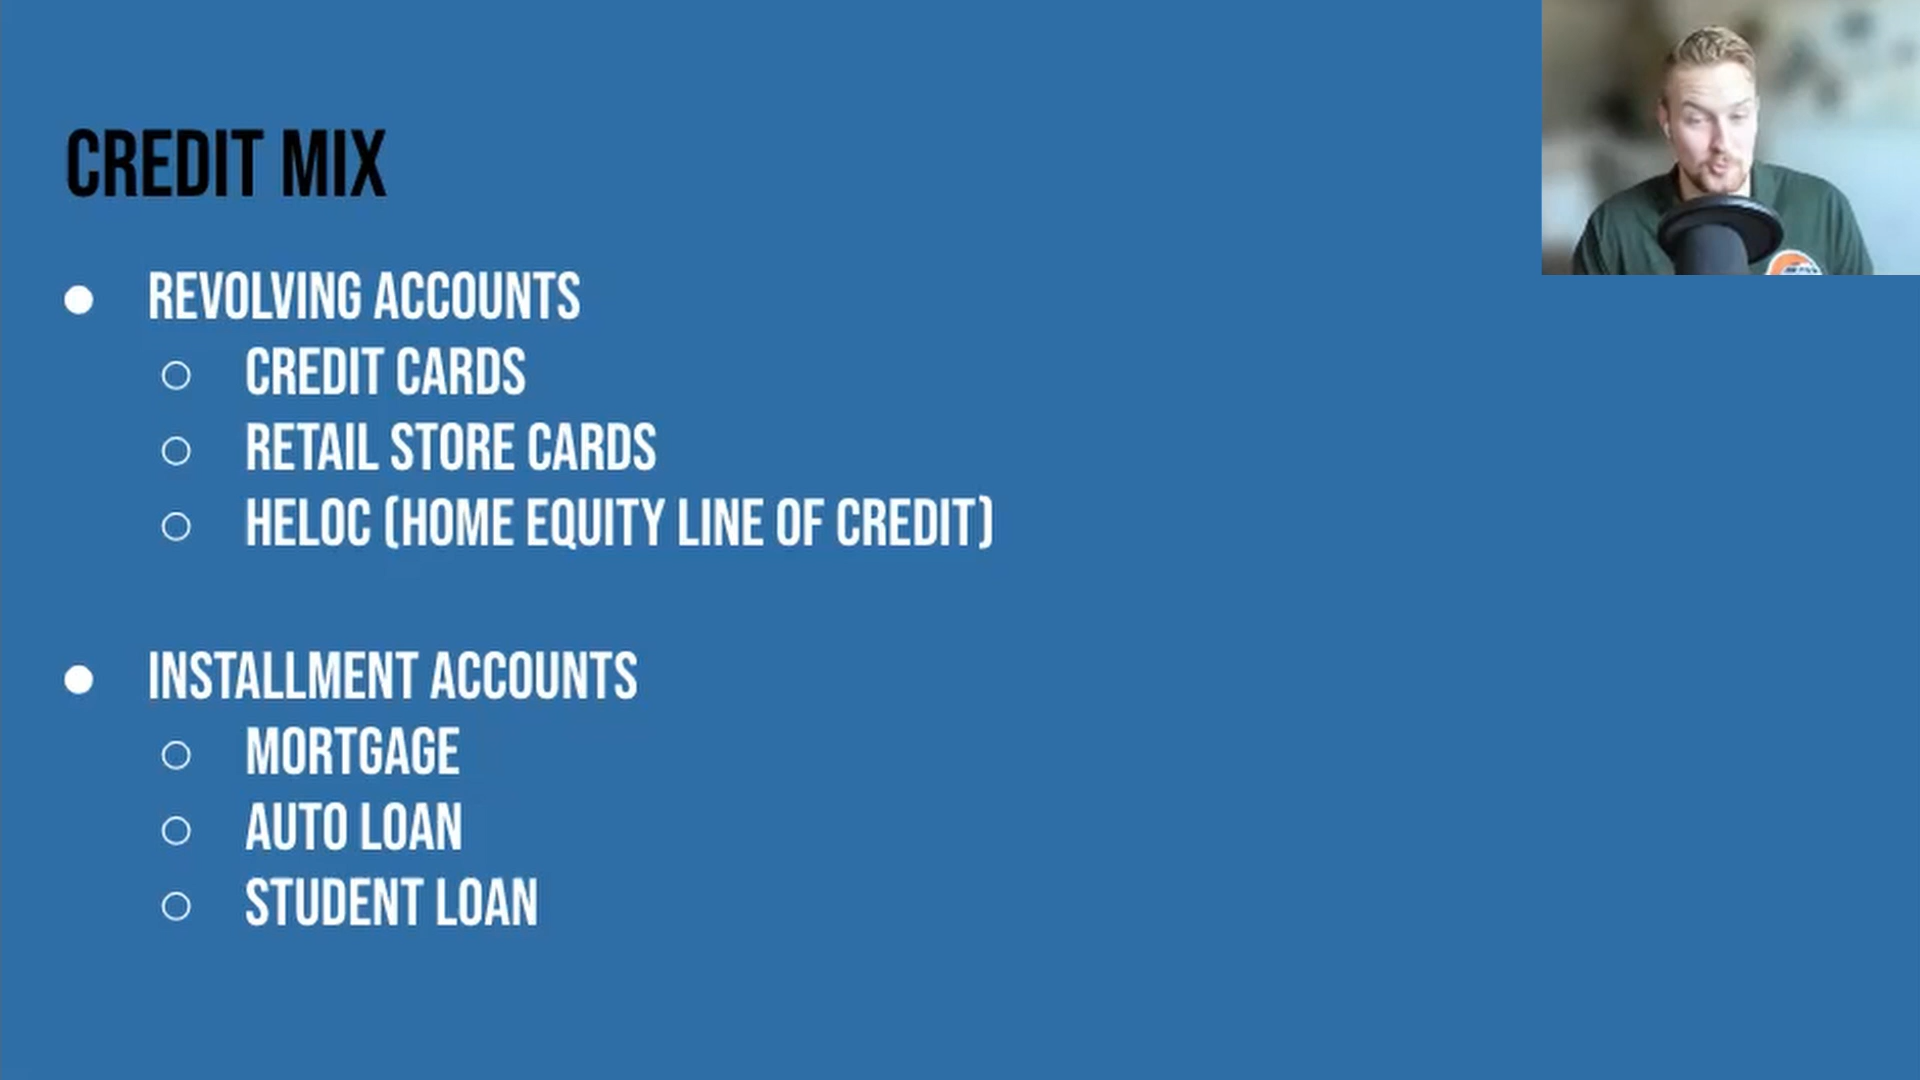 CREDIT MIX
REVOLVING ACCOUNTS
CREDIT CARDS
RETAIL STORE CARDS
HELOC (HOME EQUITY LINE OF CREDIT)
INSTALLMENT ACCOUNTS
MORTGAGE
AUTO LOAN
STUDENT LOAN